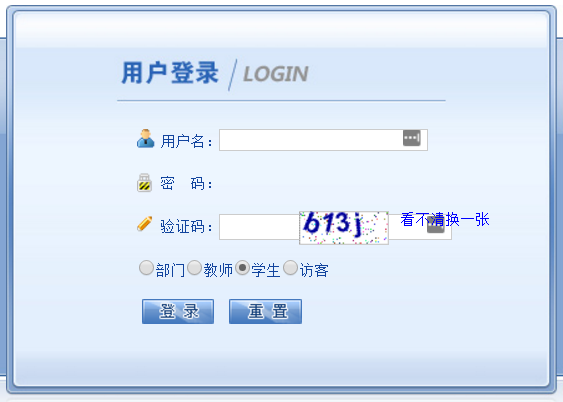 用户登录 LOGIN
用户名：
密 码：
验证码： 613j 看不清换一张
部门 教师 学生 访客
登 录 重 置